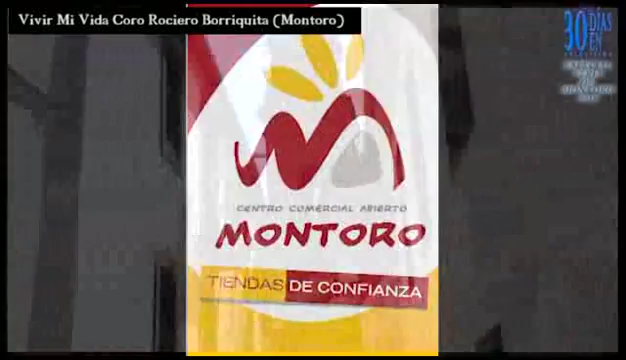 Vivir Mi Vida Coro Rociero Borriquita (Montoro)
30 DÍAS
EN
CENTRO COMERCIAL ABIERTO
MONTORO
TIENDAS DE CONFIANZA